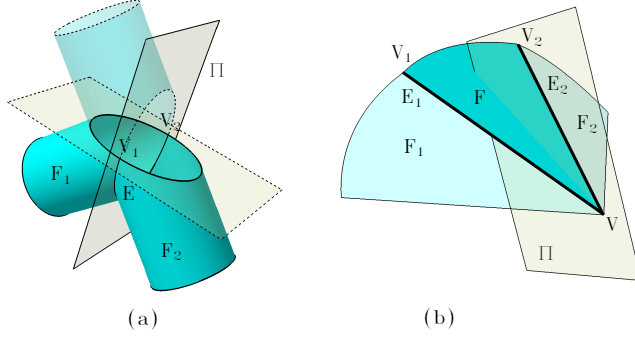 Π
V₁
V₂
F₁
E
F₂
(a)
V₁
V₂
E₁
F
E₂
F₁
F₂
V
Π
(b)